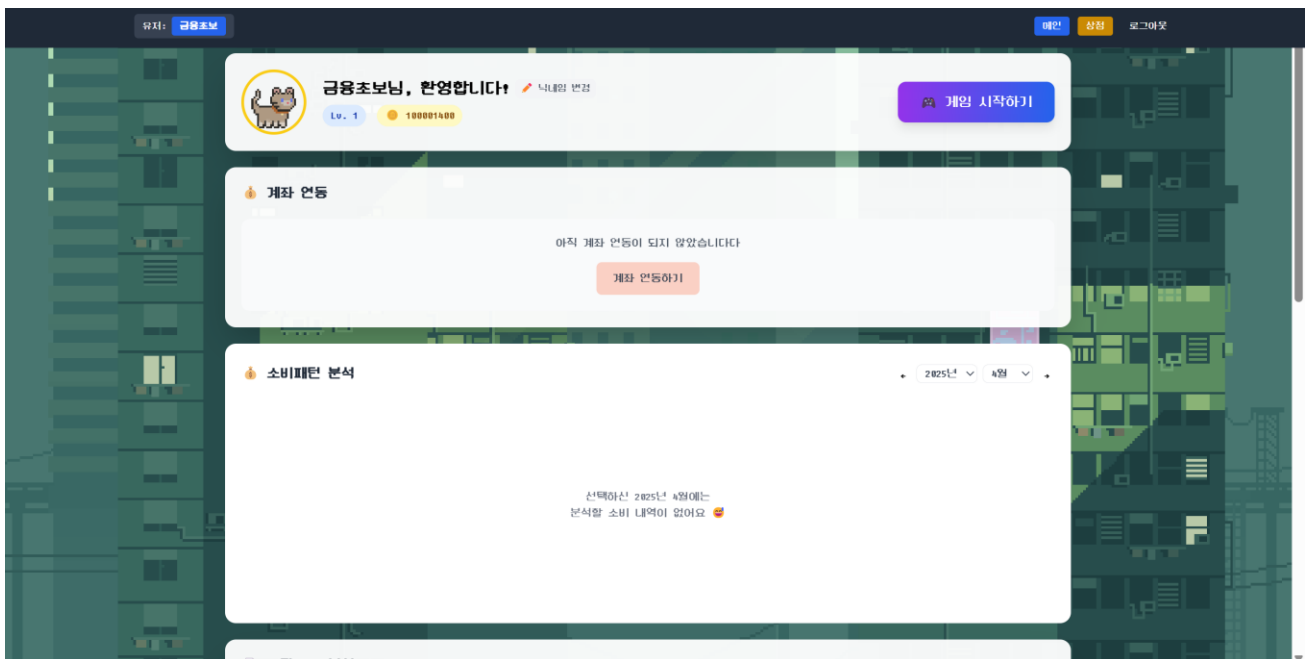 유저: 금융초보
메인 상점 로그아웃
금융초보님, 환영합니다! 닉네임 변경
Lv. 1 100001400
게임 시작하기
계좌 연동
아직 계좌 연동이 되지 않았습니다다
계좌 연동하기
소비패턴 분석
2025년 4월
선택하신 2025년 4월에는
분석할 소비 내역이 없어요